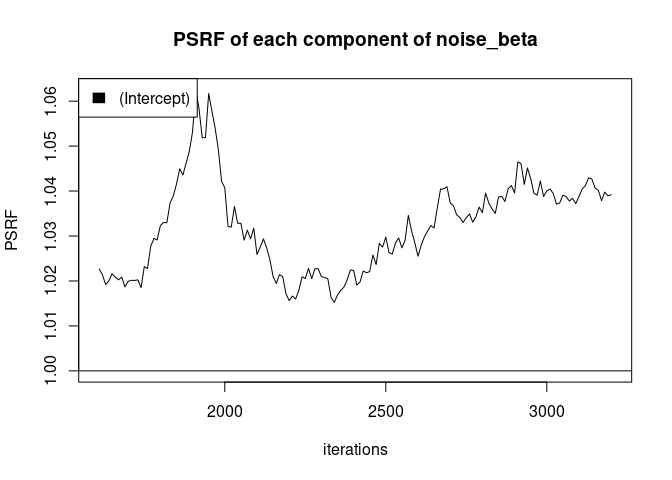 PSRF of each component of noise_beta
(Intercept)
PSRF
1.06
1.05
1.04
1.03
1.02
1.01
1.00
2000 2500 3000
iterations